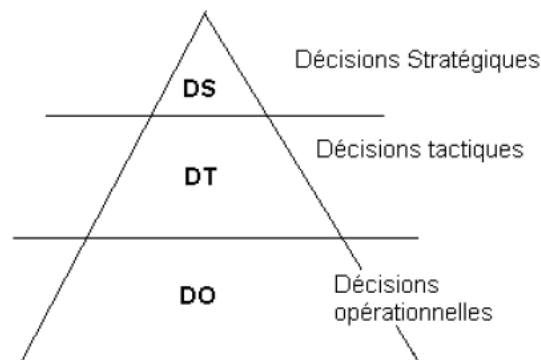 Décisions Stratégiques
DS
Décisions tactiques
DT
Décisions
opérationnelles
DO